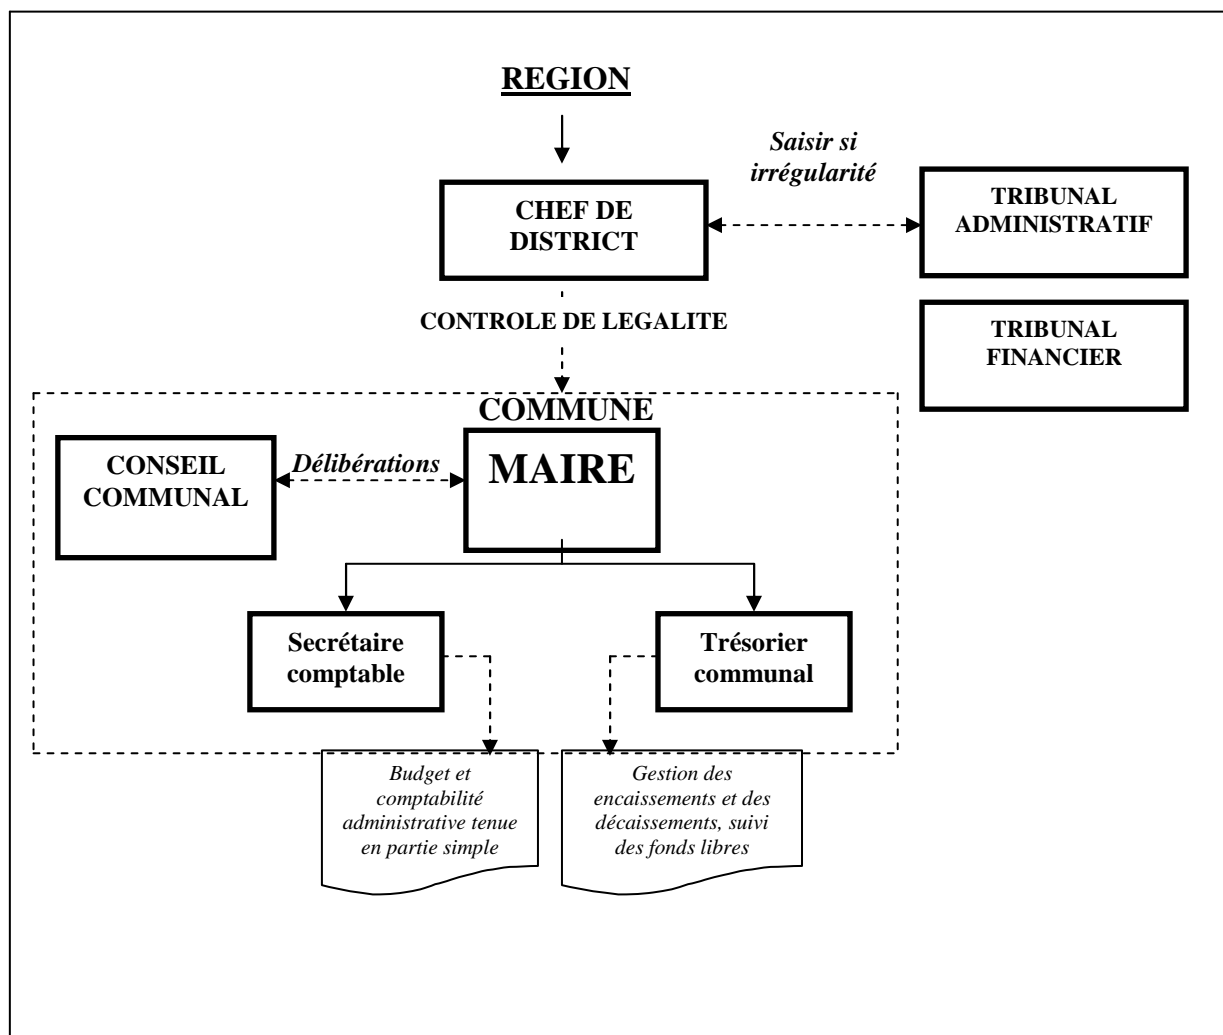 REGION
Saisir si
irrégularité
CHEF DE
DISTRICT
TRIBUNAL
ADMINISTRATIF
CONTROLE DE LEGALITE
TRIBUNAL
FINANCIER
COMMUNE
CONSEIL
COMMUNAL
Délibérations
MAIRE
Secrétaire
comptable
Trésorier
communal
Budget et
comptabilité
administrative tenue
en partie simple
Gestion des
encaissements et des
décaissements, suivi
des fonds libres